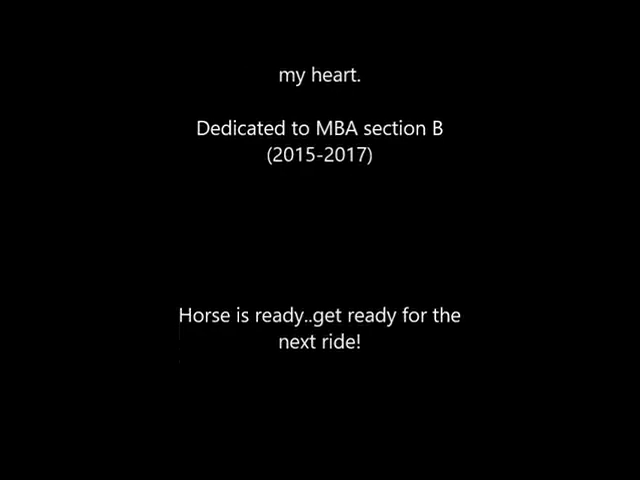 my heart.
Dedicated to MBA section B
(2015-2017)
Horse is ready..get ready for the
next ride!